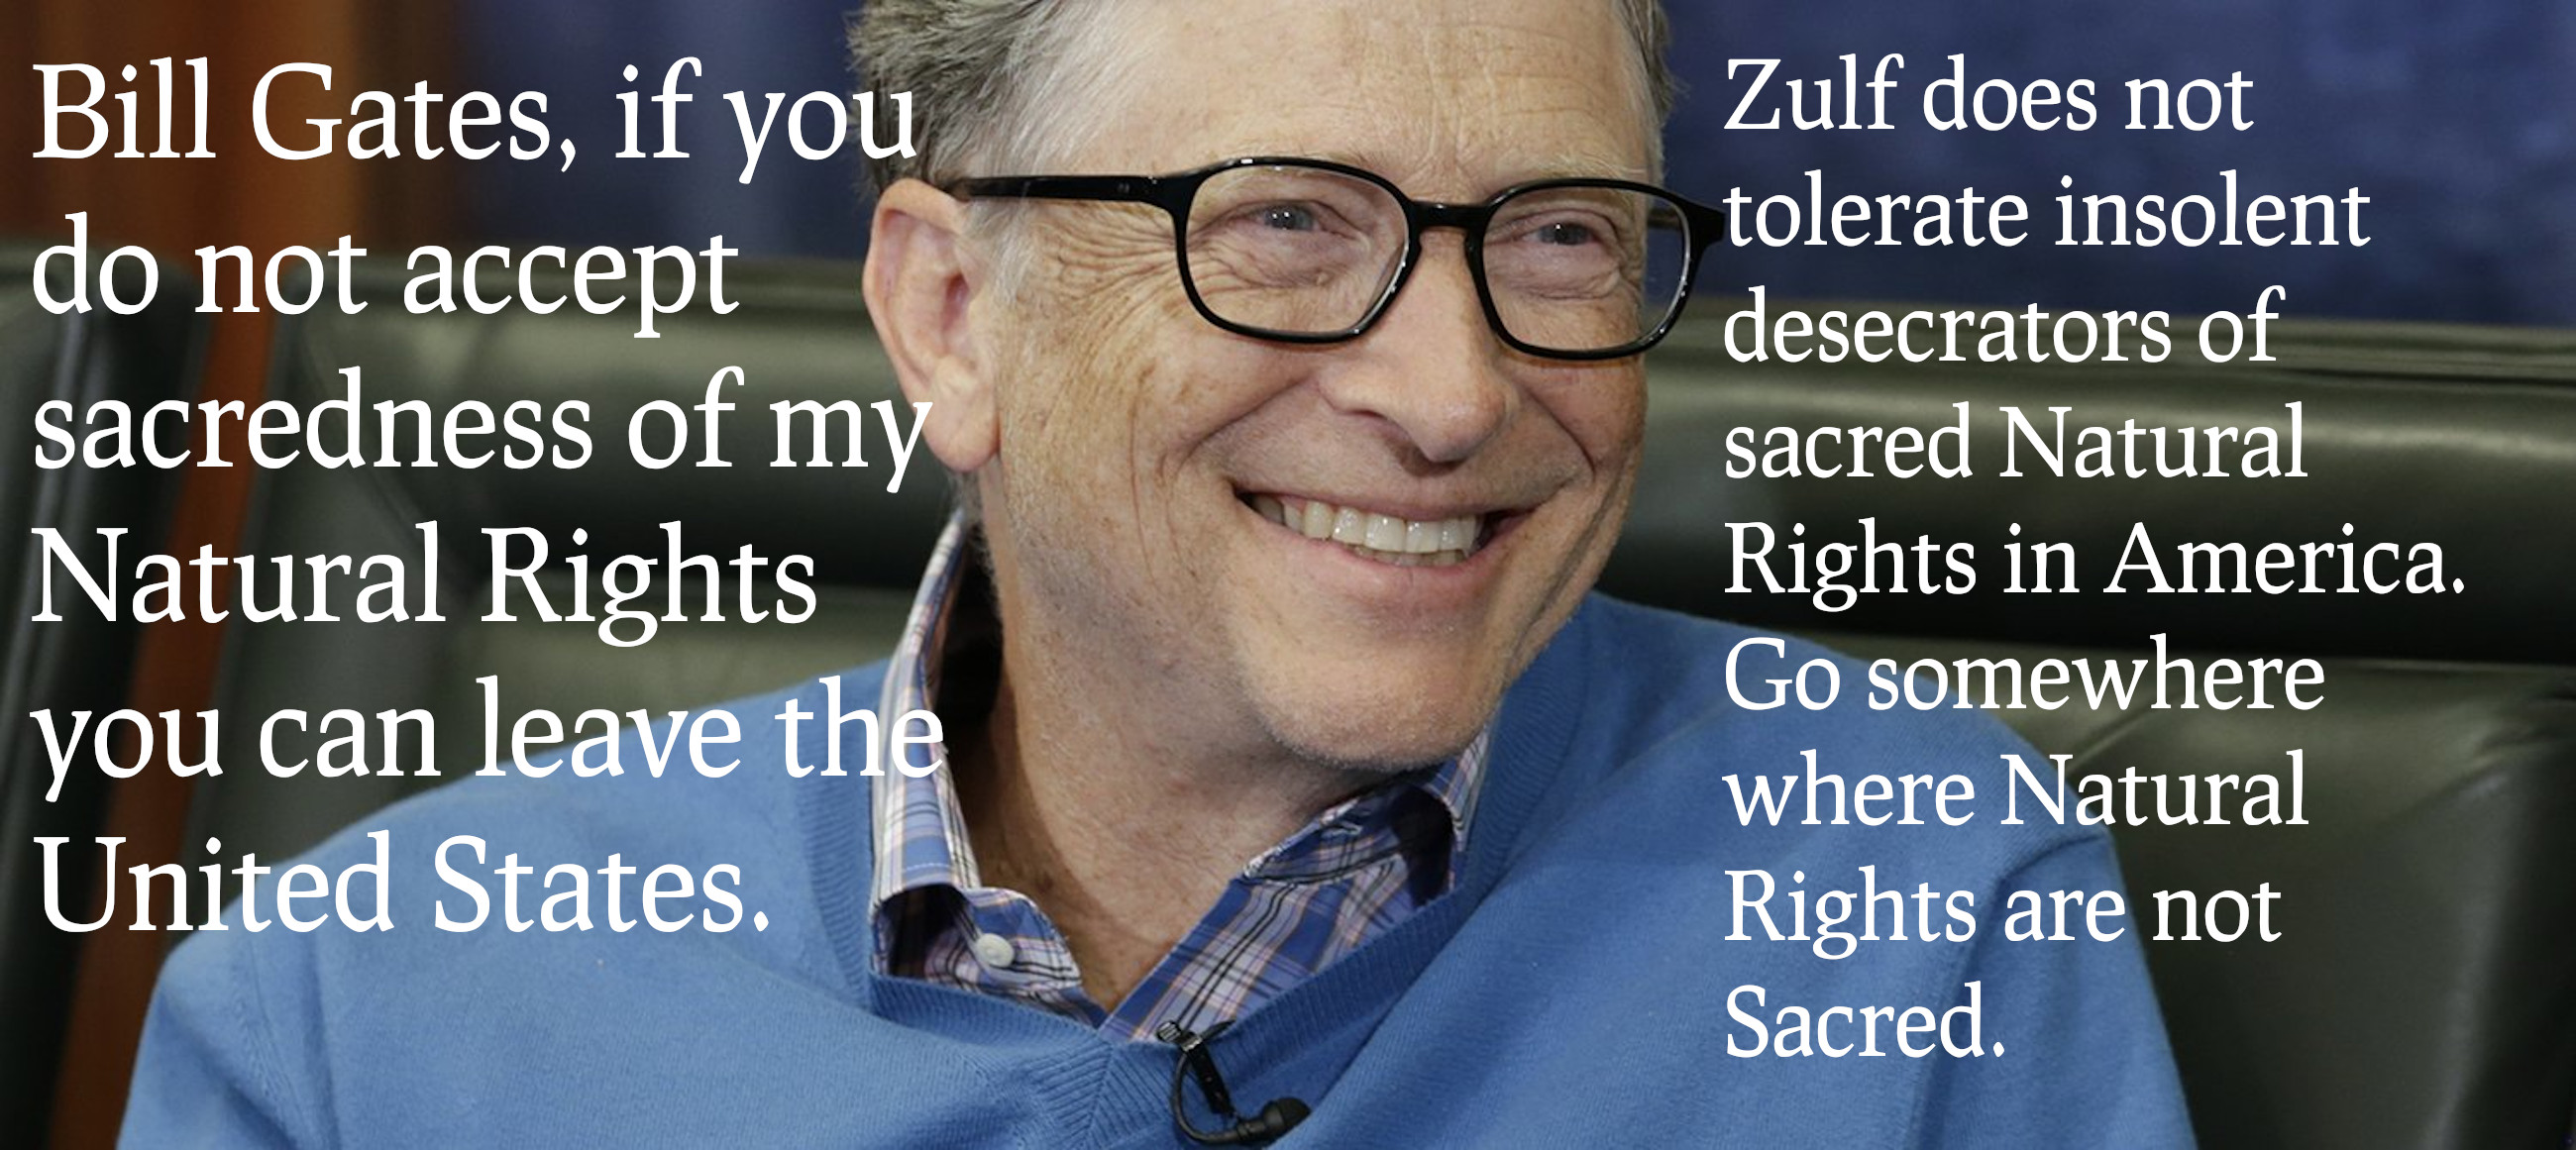 Bill Gates, if you
do not accept
sacredness of my
Natural Rights
you can leave the
United States.
Zulf does not
tolerate insolent
desecrators of
sacred Natural
Rights in America.
Go somewhere
where Natural
Rights are not
Sacred.